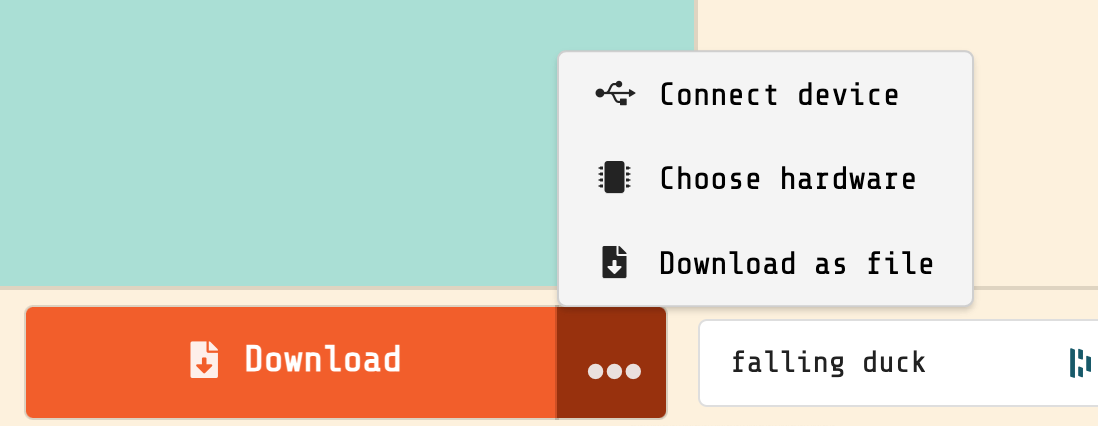 Connect device
Choose hardware
Download as file
Download
falling duck